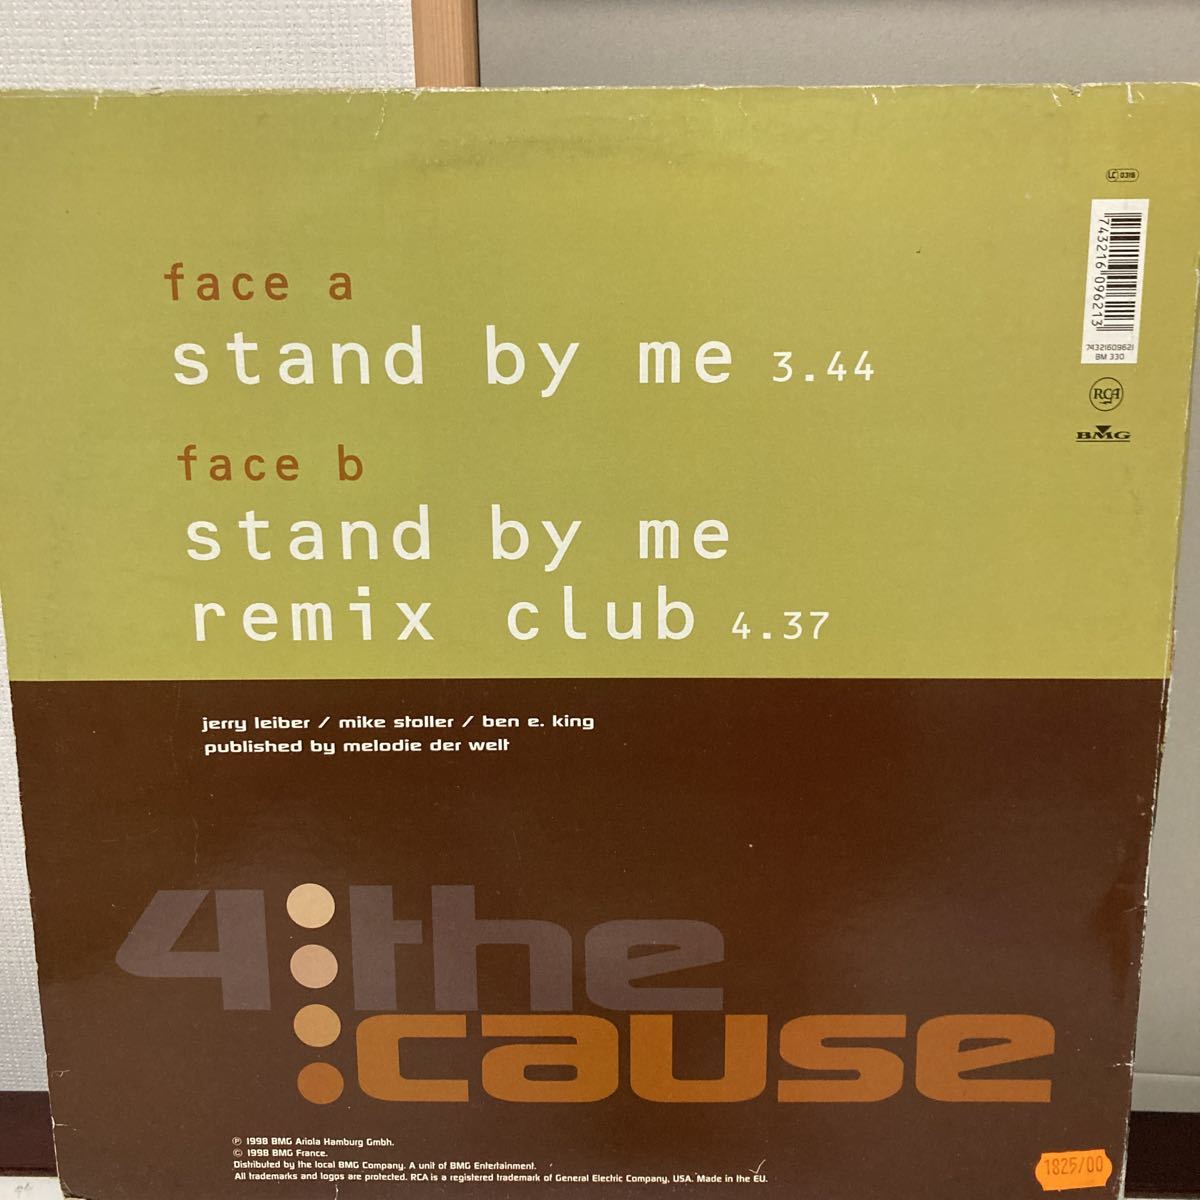 face a
stand by me 3.44
face b
stand by me
remix club 4.37
LC 0316
743216 096213
74321609621
BM 330
RCA
BMG
jerry leiber / mike stoller / ben e. king
published by melodie der welt
4:the
:cause
℗ 1998 BMG Ariola Hamburg Gmbh.
© 1998 BMG France.
Distributed by the local BMG Company. A unit of BMG Entertainment.
All trademarks and logos are protected. RCA is a registered trademark of General Electric Company, USA. Made in the EU.
1825/00